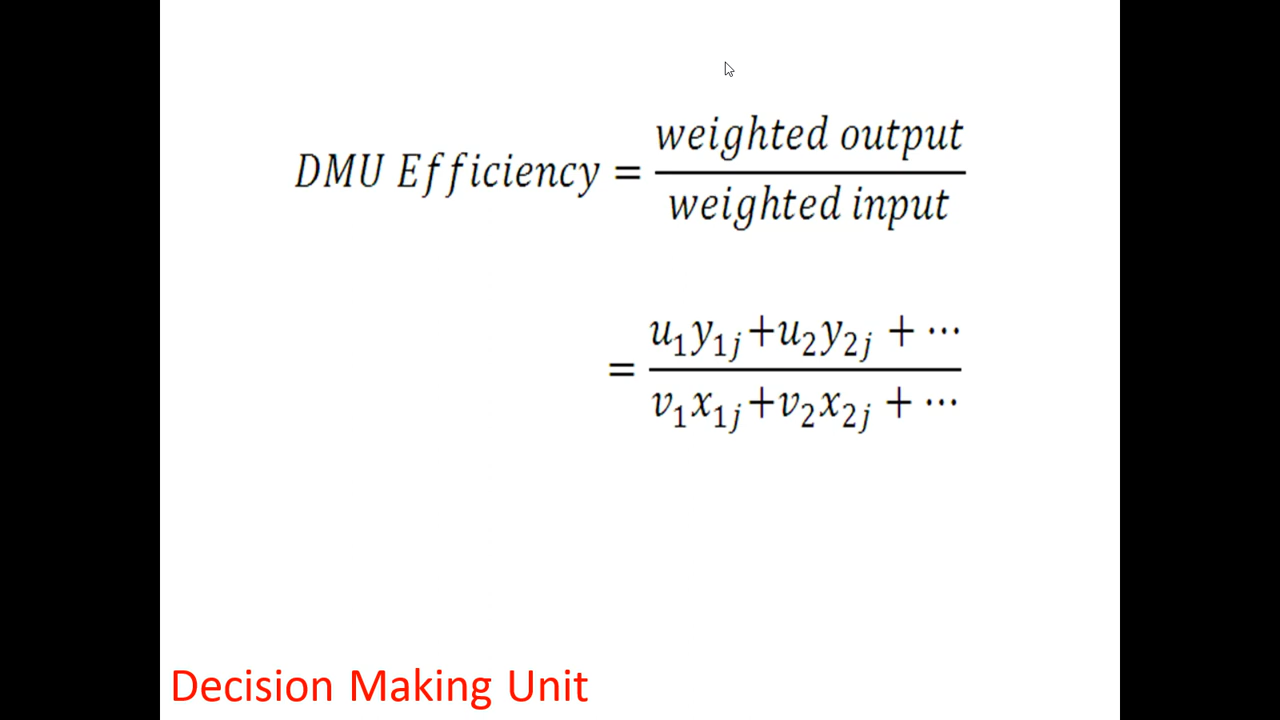 DMU Efficiency = weighted output / weighted input
= u₁y₁ⱼ+u₂y₂ⱼ + ⋯ / v₁x₁ⱼ+v₂x₂ⱼ + ⋯
Decision Making Unit